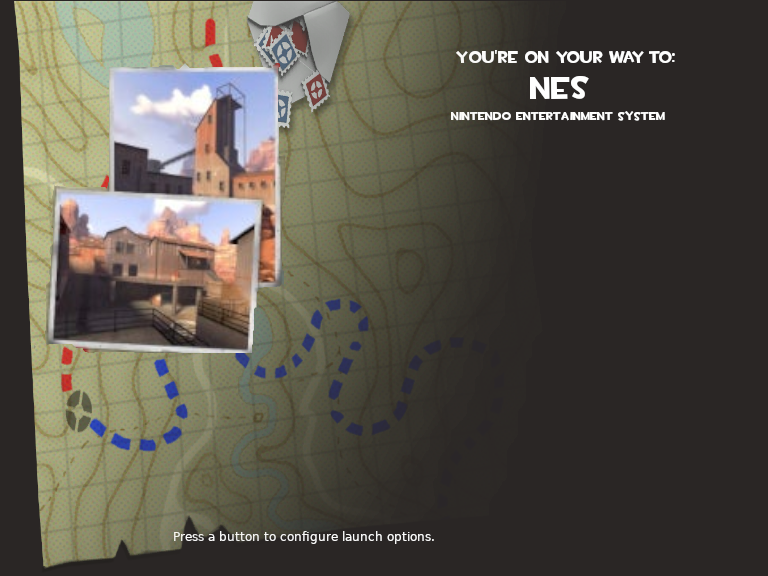 YOU'RE ON YOUR WAY TO:
NES
NINTENDO ENTERTAINMENT SYSTEM
Press a button to configure launch options.